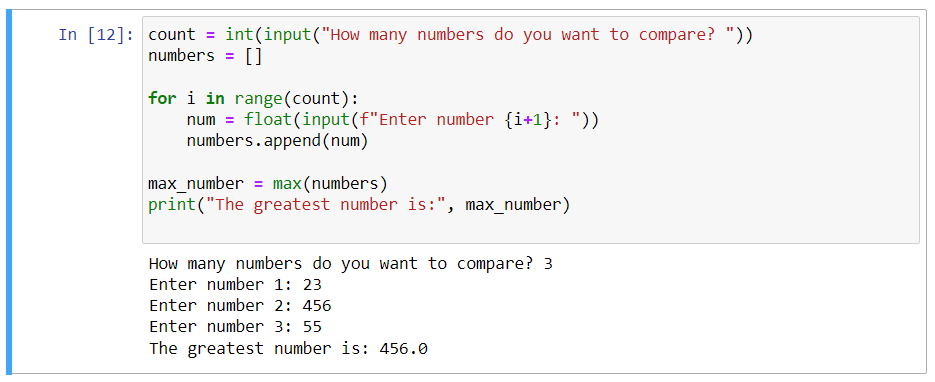 In [12]: count = int(input("How many numbers do you want to compare? "))
numbers = []
for i in range(count):
    num = float(input(f"Enter number {i+1}: "))
    numbers.append(num)
max_number = max(numbers)
print("The greatest number is:", max_number)
How many numbers do you want to compare? 3
Enter number 1: 23
Enter number 2: 456
Enter number 3: 55
The greatest number is: 456.0